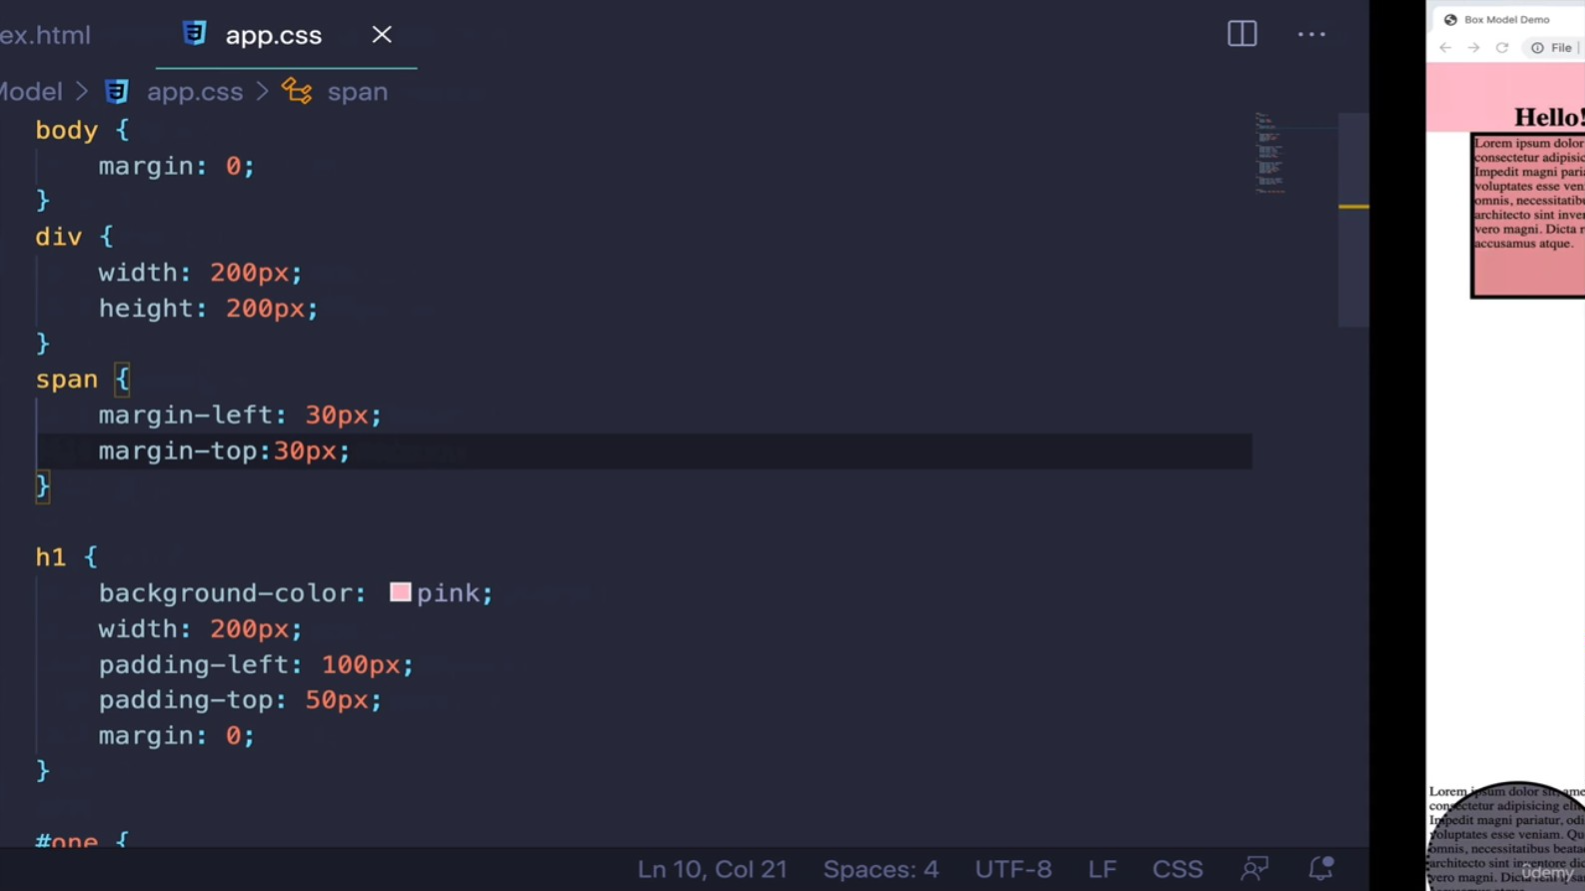 ex.html app.css
Model > app.css > span
body {
margin: 0;
}
div {
width: 200px;
height: 200px;
}
span {
margin-left: 30px;
margin-top:30px;
}
h1 {
background-color: pink;
width: 200px;
padding-left: 100px;
padding-top: 50px;
margin: 0;
}
#one {
Ln 10, Col 21 Spaces: 4 UTF-8 LF CSS
Box Model Demo
File
Hello!
Lorem ipsum dolor
consectetur adipisic
Impedit magni paria
voluptates esse veni
omnis, necessitatibu
architecto sint inver
vero magni. Dicta r
accusamus atque.
Lorem ipsum dolor sit, ame
consectetur adipisicing elit
Impedit magni pariatur, odi
voluptates esse veniam. Qu
omnis, necessitatibus beata
architecto sint inventore dic
vero magni. Dicta
udemy